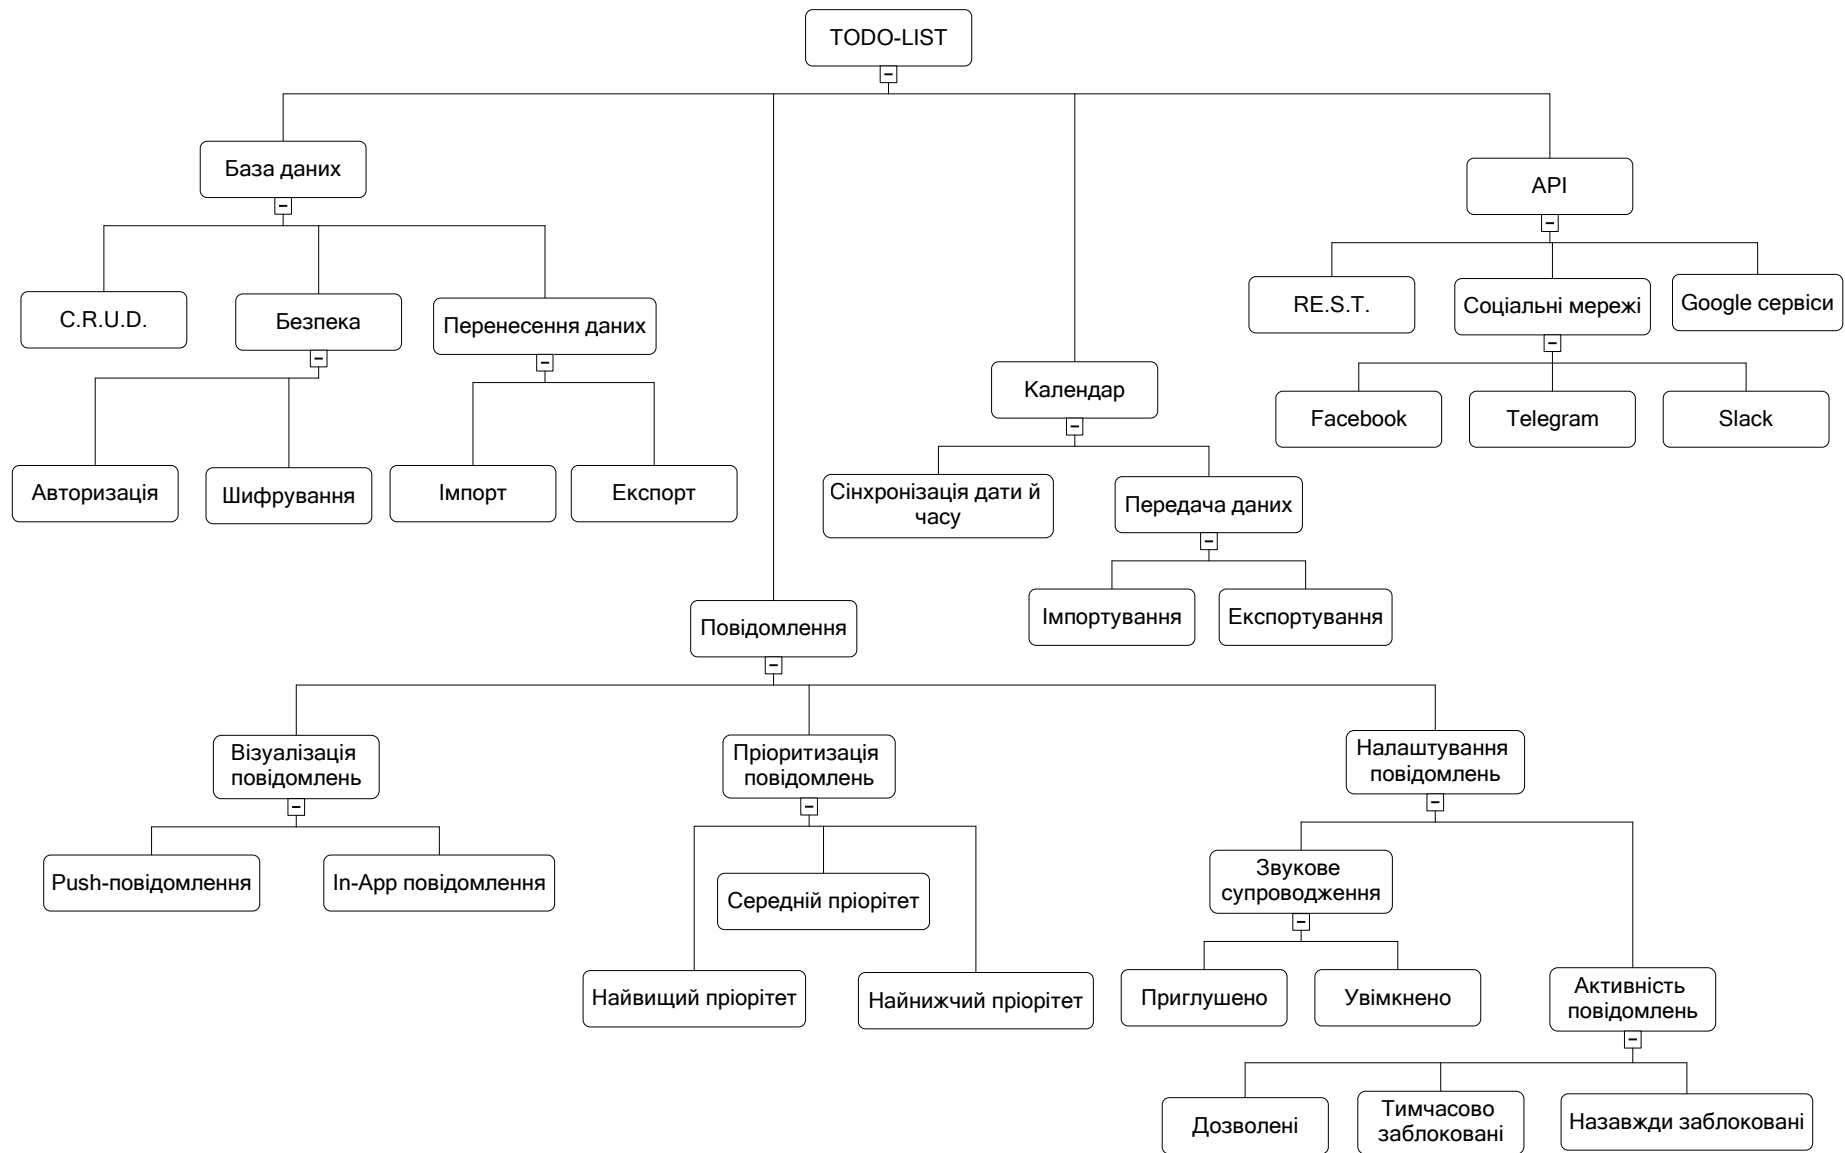 TODO-LIST
База даних
API
C.R.U.D.
Безпека
Перенесення даних
RE.S.T.
Соціальні мережі
Google сервіси
Авторизація
Шифрування
Імпорт
Експорт
Календар
Facebook
Telegram
Slack
Сінхронізація дати й
часу
Передача даних
Імпортування
Експортування
Повідомлення
Візуалізація
повідомлень
Пріоритизація
повідомлень
Налаштування
повідомлень
Push-повідомлення
In-App повідомлення
Середній пріорітет
Найвищий пріорітет
Найнижчий пріорітет
Звукове
супроводження
Приглушено
Увімкнено
Активність
повідомлень
Дозволені
Тимчасово
заблоковані
Назавжди заблоковані